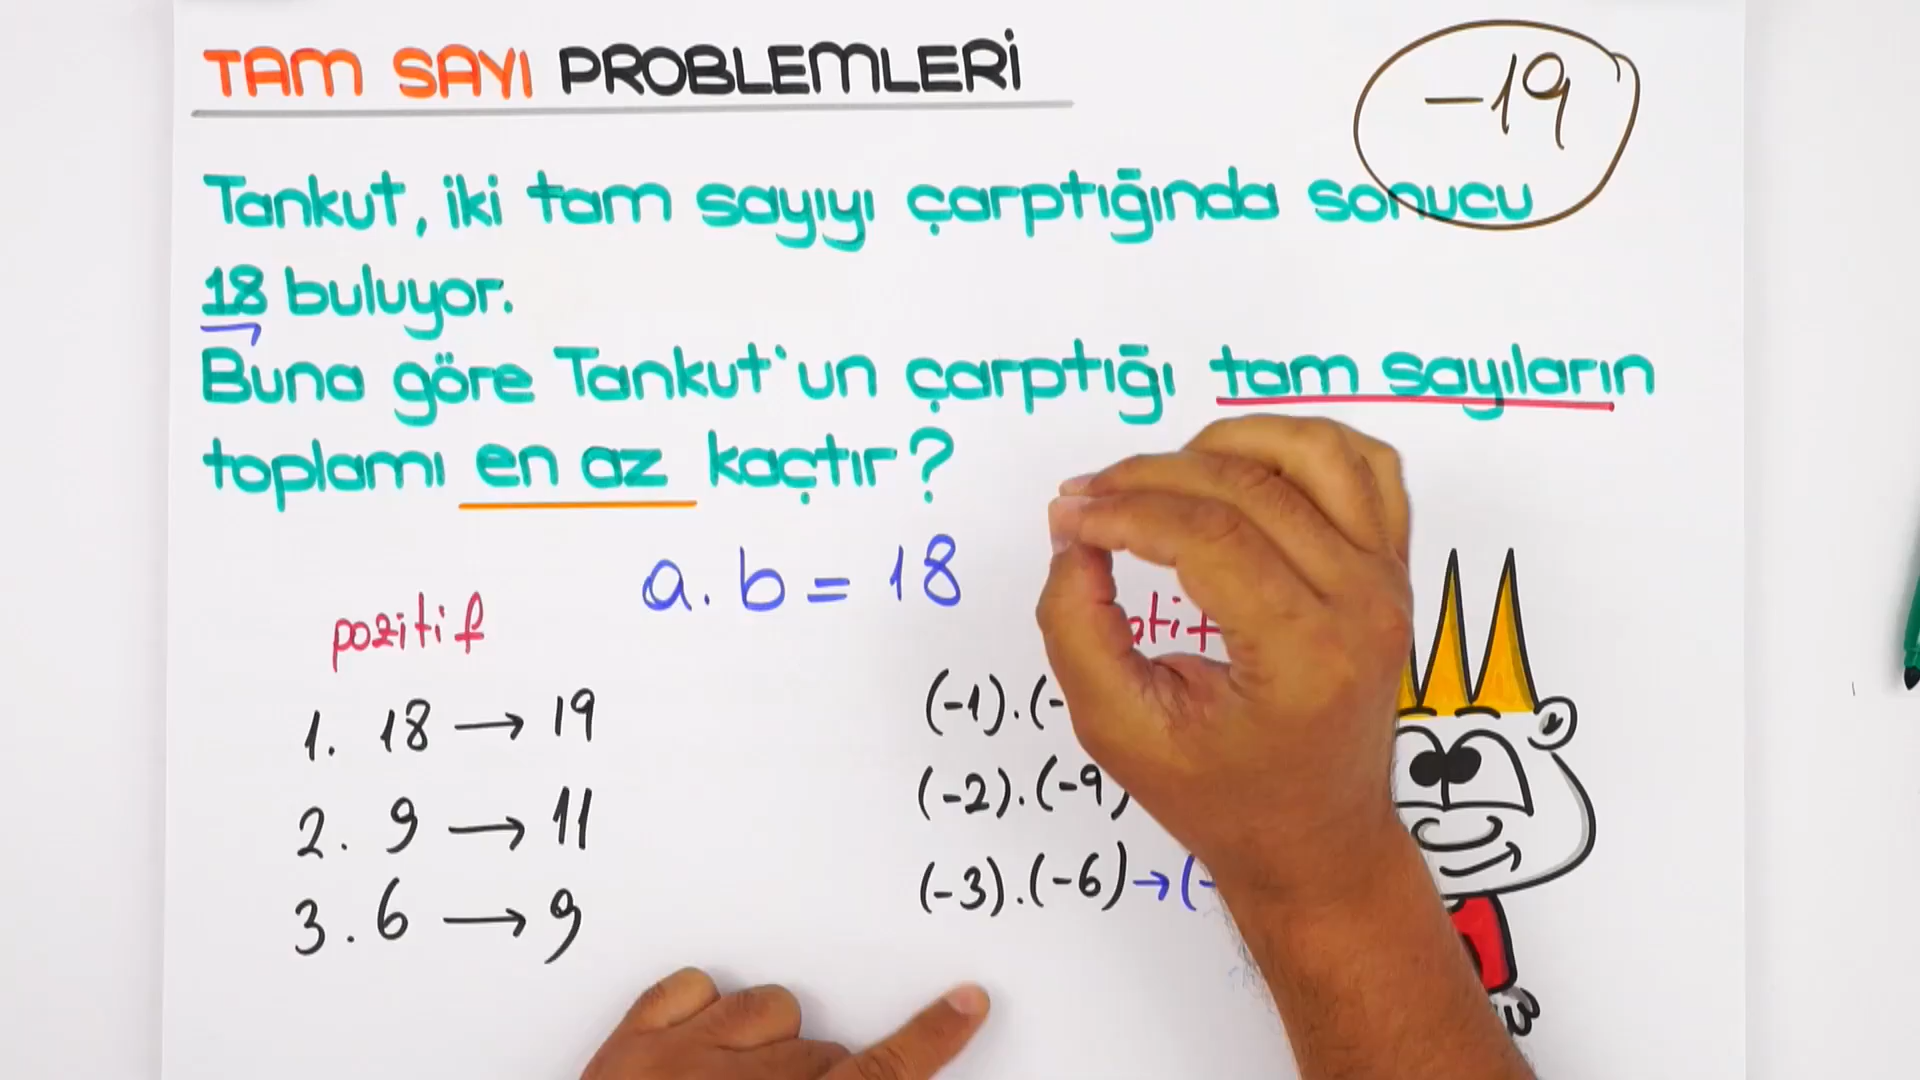 TAM SAYI PROBLEMLERİ
-19
Tankut, iki tam sayıyı çarptığında sonucu
18 buluyor.
Buna göre Tankut'un çarptığı tam sayıların
toplamı en az kaçtır?
a. b = 18
pozitif
1. 18 → 19
2. 9 → 11
3. 6 → 9
(-1).(-
(-2).(-9
(-3).(-6) → (-